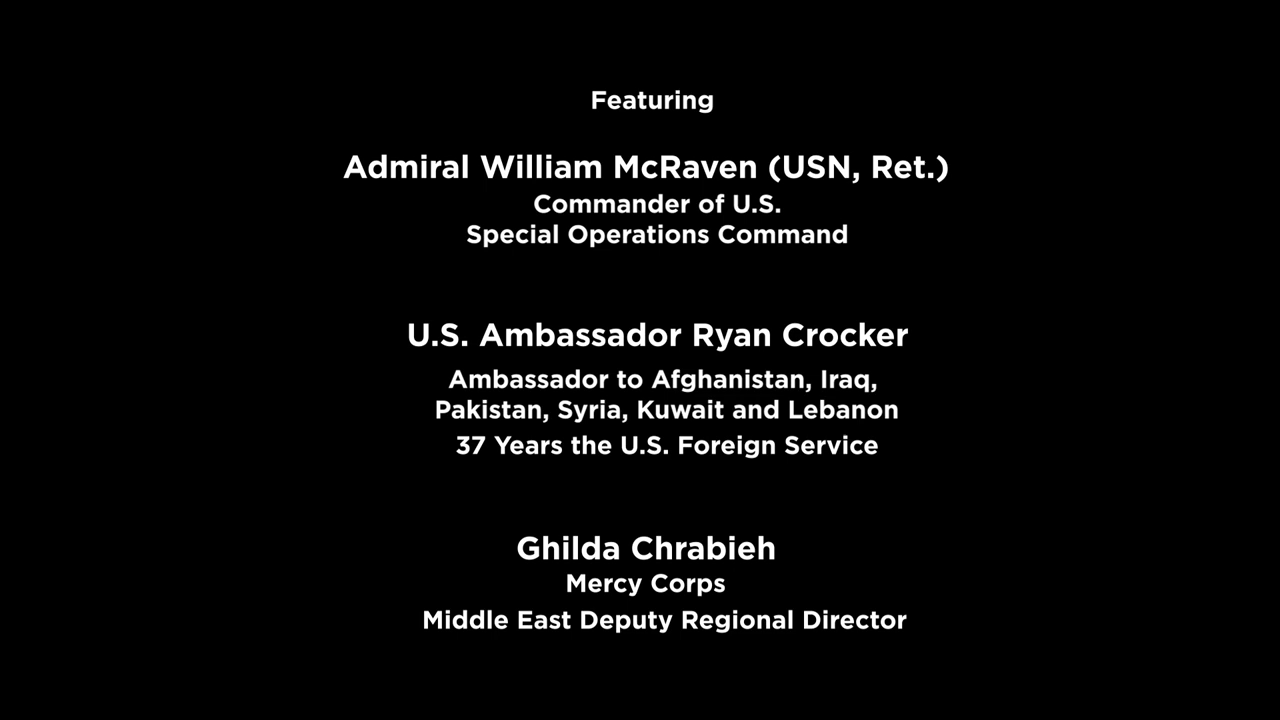 Featuring
Admiral William McRaven (USN, Ret.)
Commander of U.S.
Special Operations Command
U.S. Ambassador Ryan Crocker
Ambassador to Afghanistan, Iraq,
Pakistan, Syria, Kuwait and Lebanon
37 Years the U.S. Foreign Service
Ghilda Chrabieh
Mercy Corps
Middle East Deputy Regional Director